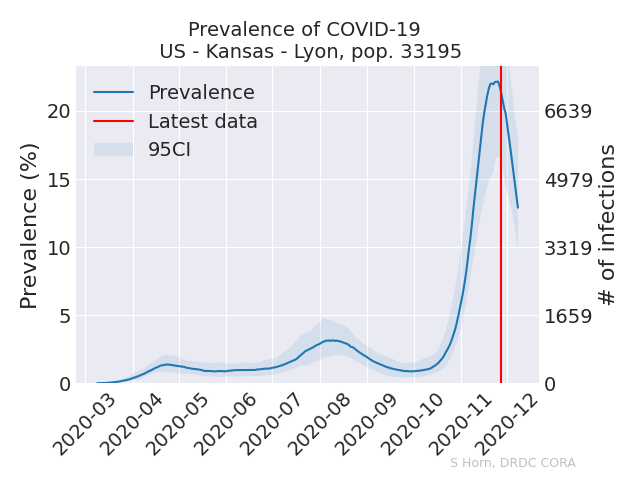 Prevalence of COVID-19
US - Kansas - Lyon, pop. 33195
Prevalence
Latest data
95CI
Prevalence (%)
20
15
10
5
0
6639
4979
3319
1659
0
# of infections
2020-03
2020-04
2020-05
2020-06
2020-07
2020-08
2020-09
2020-10
2020-11
2020-12
S Horn, DRDC CORA